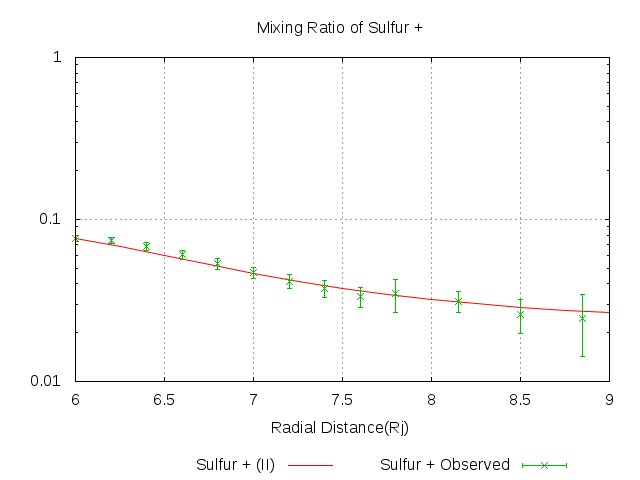 Mixing Ratio of Sulfur +
1
0.1
0.01
6 6.5 7 7.5 8 8.5 9
Radial Distance(Rj)
Sulfur + (II) Sulfur + Observed